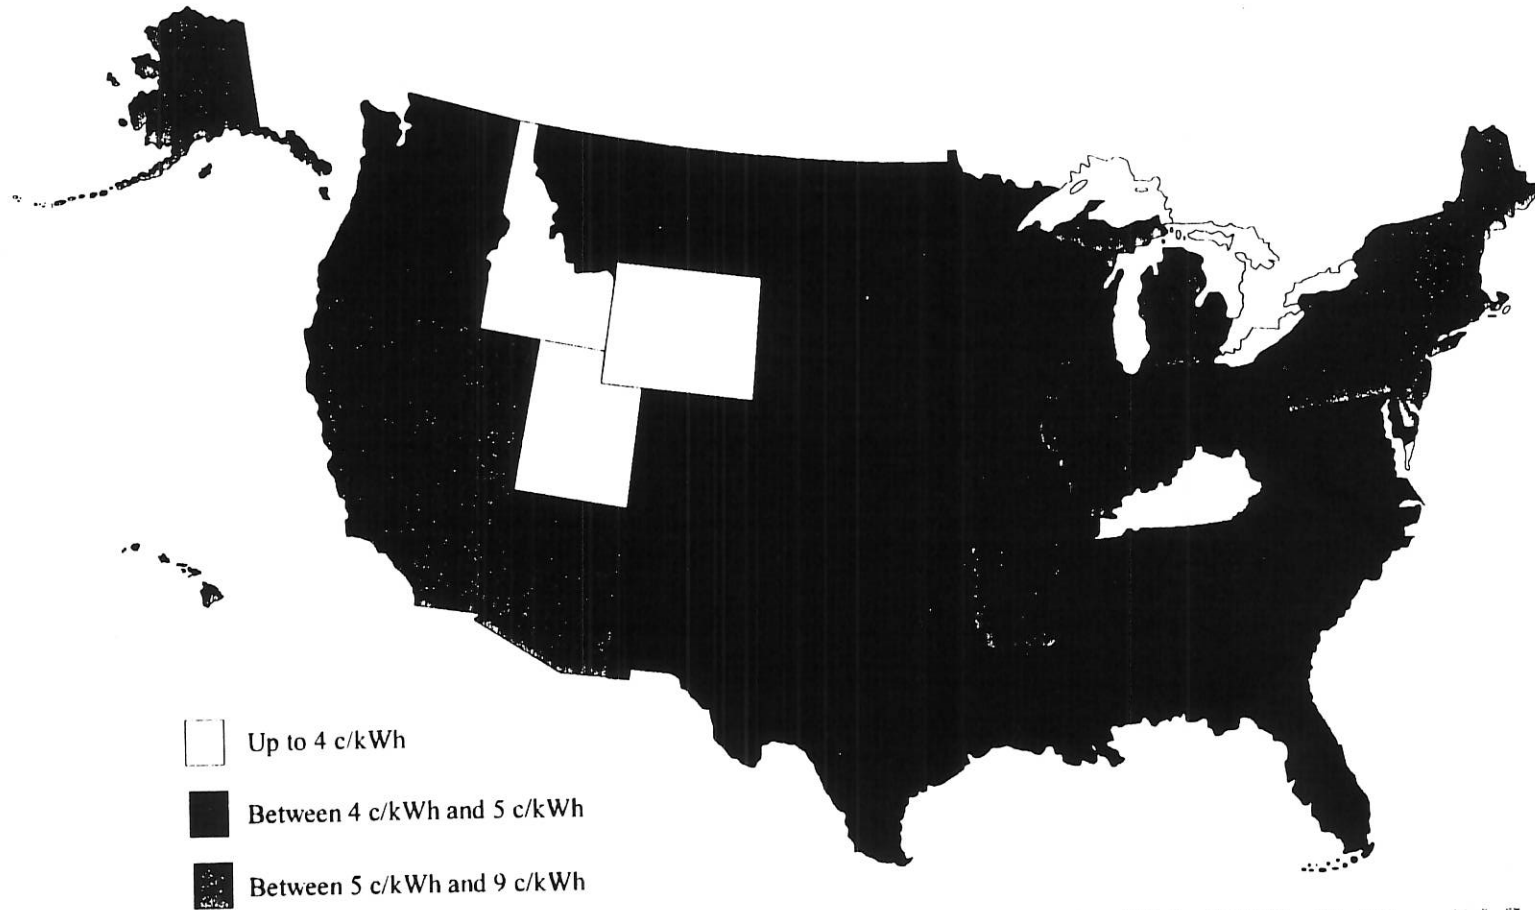 Up to 4 c/kWh
Between 4 c/kWh and 5 c/kWh
Between 5 c/kWh and 9 c/kWh